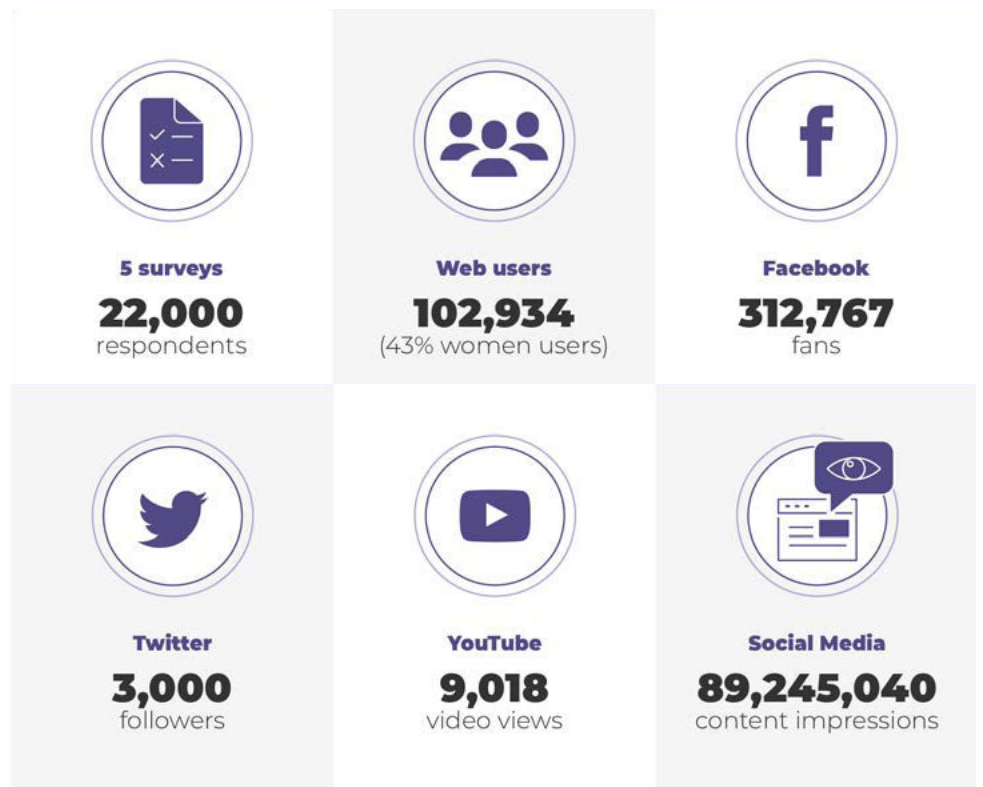 5 surveys
22,000
respondents
Web users
102,934
(43% women users)
Facebook
312,767
fans
Twitter
3,000
followers
YouTube
9,018
video views
Social Media
89,245,040
content impressions